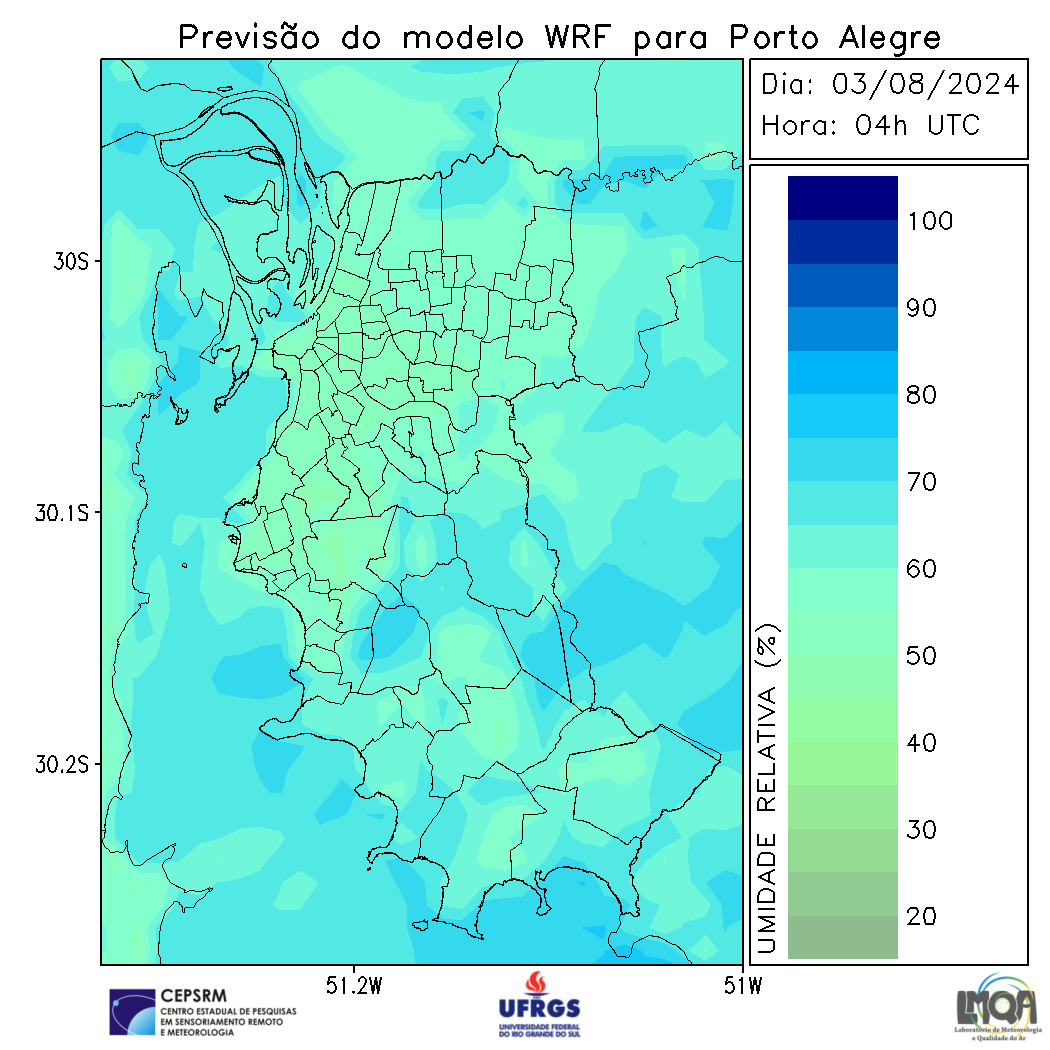 Previsão do modelo WRF para Porto Alegre
Dia: 03/08/2024
Hora: 04h UTC
100
90
80
70
60
50
40
30
20
UMIDADE RELATIVA (%)
30S
30.1S
30.2S
51.2W
51W
CEPSRM
CENTRO ESTADUAL DE PESQUISAS
EM SENSORIAMENTO REMOTO
E METEOROLOGIA
UFRGS
UNIVERSIDADE FEDERAL
DO RIO GRANDE DO SUL
LMQA
Laboratório de Meteorologia
e Qualidade do Ar